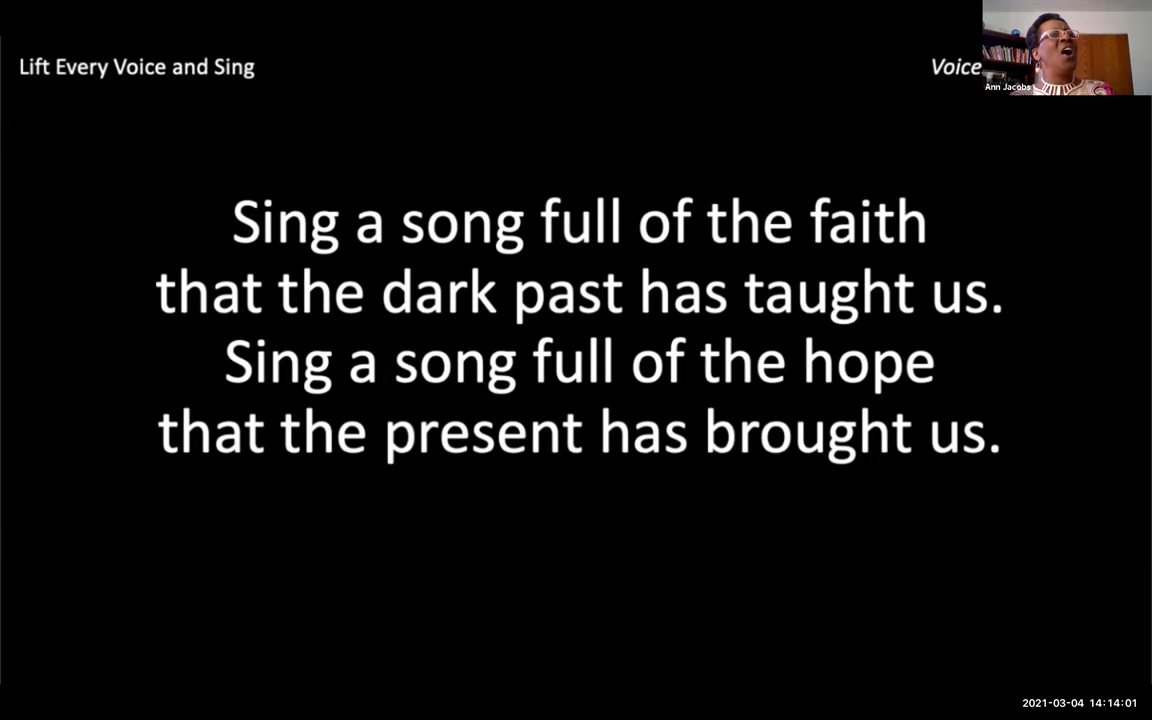 Lift Every Voice and Sing
Voice
Ann Jacobs
Sing a song full of the faith
that the dark past has taught us.
Sing a song full of the hope
that the present has brought us.
2021-03-04 14:14:01